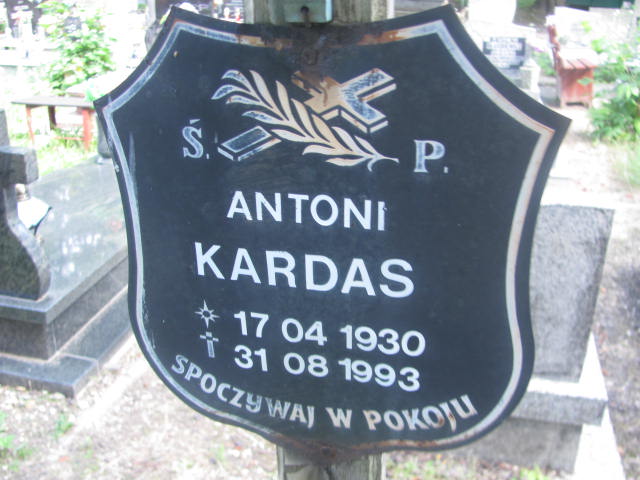 Ś. P.
ANTONI
KARDAS
17 04 1930
31 08 1993
SPOCZYWAJ W POKOJU